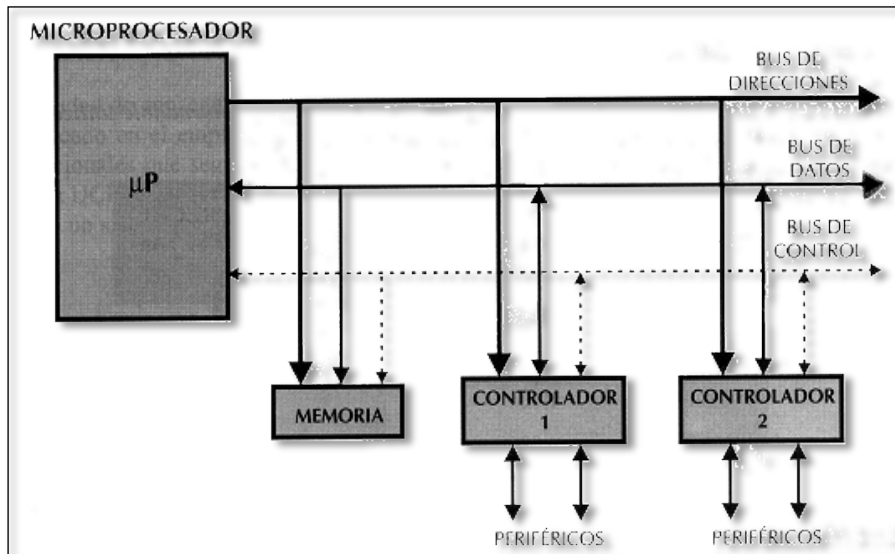 MICROPROCESADOR
µP
BUS DE
DIRECCIONES
BUS DE
DATOS
BUS DE
CONTROL
MEMORIA
CONTROLADOR
1
CONTROLADOR
2
PERIFÉRICOS
PERIFÉRICOS